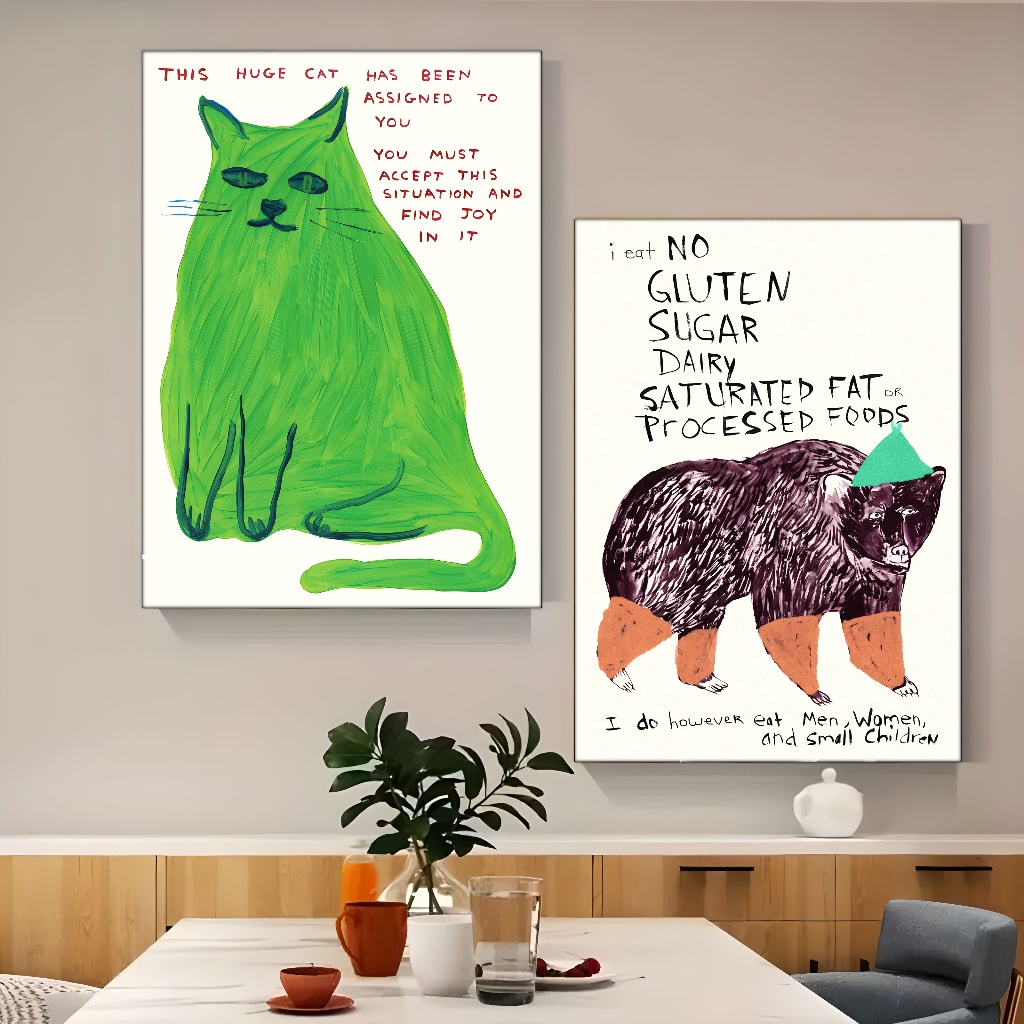 THIS HUGE CAT HAS BEEN
ASSIGNED TO
YOU
YOU MUST
ACCEPT THIS
SITUATION AND
FIND JOY
IN IT
i eat NO
GLUTEN
SUGAR
DAIRy
SATURATED FAT OR
PrOCESSED FOODS
I do however eat Men, Women,
and small Children